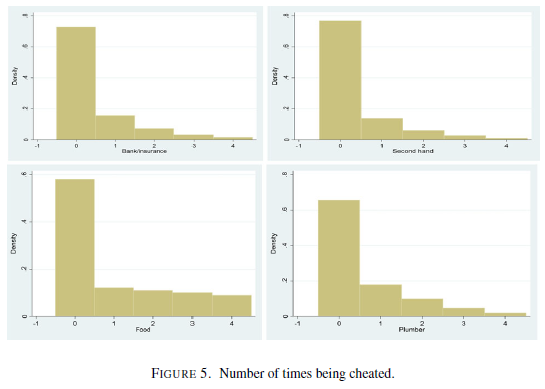 Density
0 .2 .4 .6 .8
-1 0 1 2 3 4
Bank/insurance
Density
0 .2 .4 .6 .8
-1 0 1 2 3 4
Second hand
Density
0 .2 .4 .6
-1 0 1 2 3 4
Food
Density
0 .2 .4 .6 .8
-1 0 1 2 3 4
Plumber
FIGURE 5. Number of times being cheated.